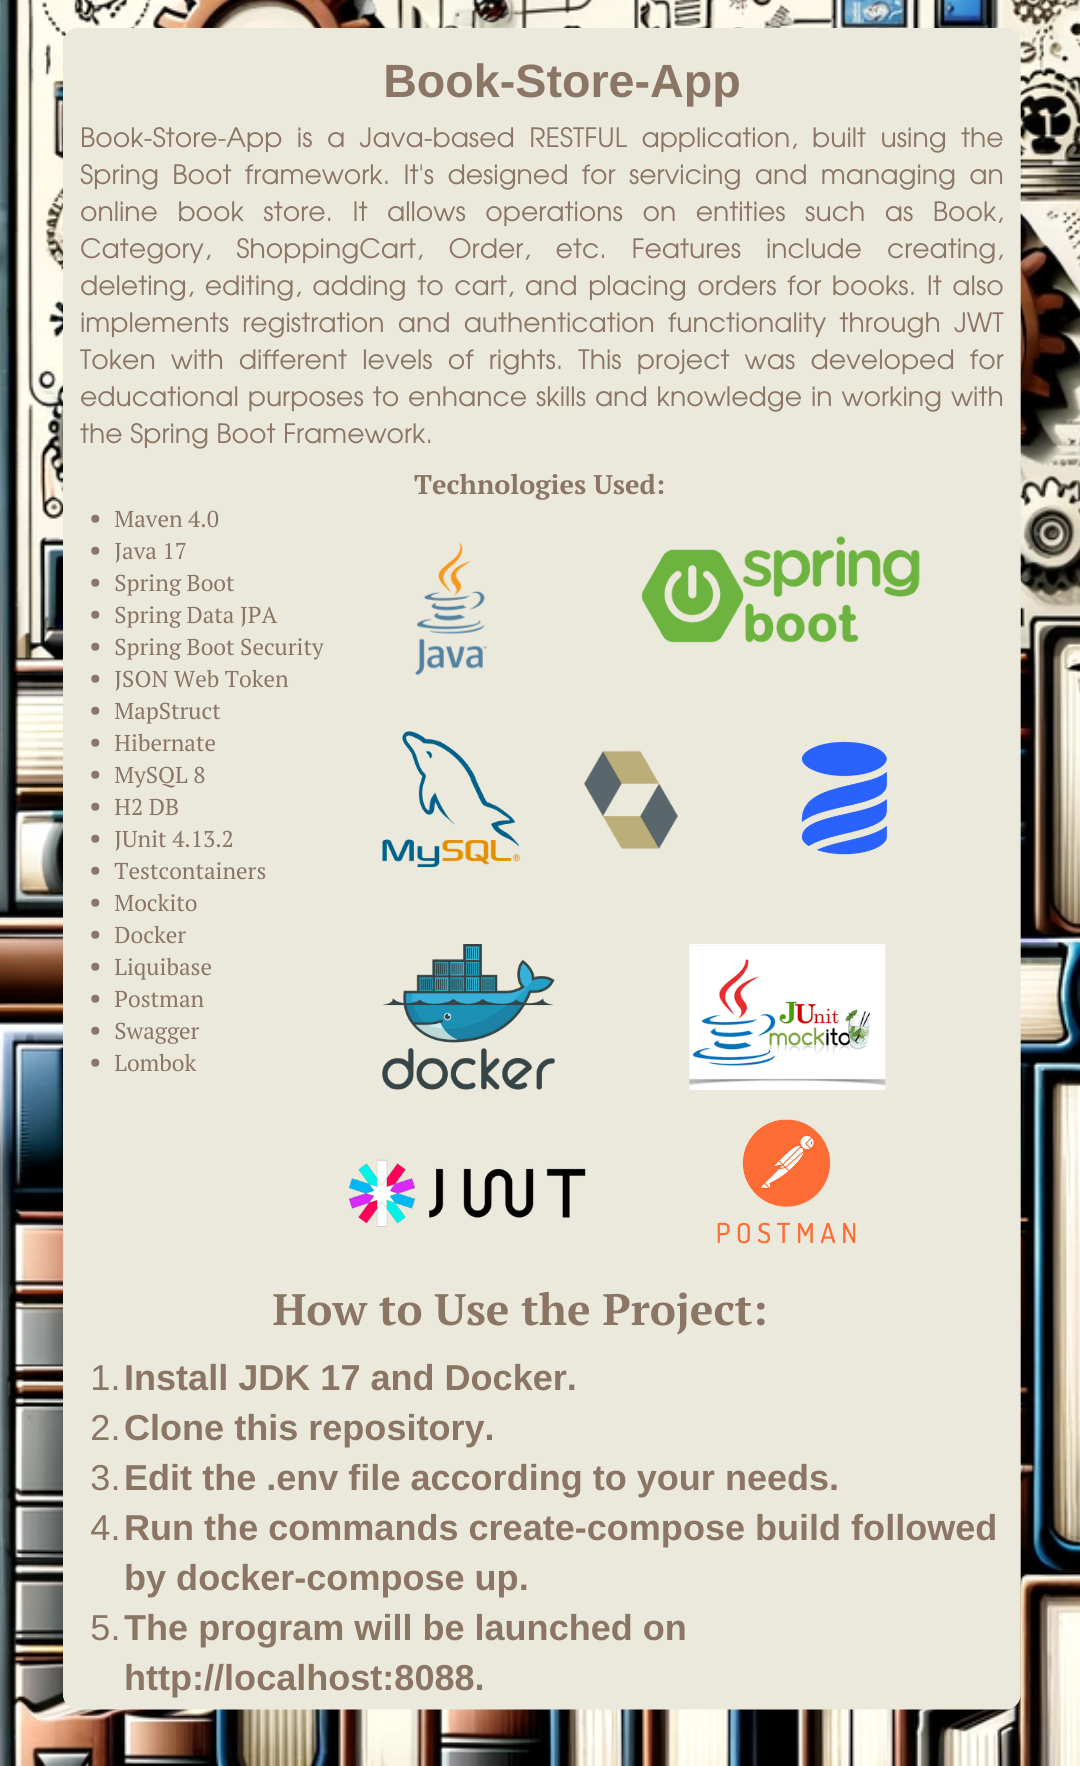 Book-Store-App
Book-Store-App is a Java-based RESTFUL application, built using the
Spring Boot framework. It's designed for servicing and managing an
online book store. It allows operations on entities such as Book,
Category, ShoppingCart, Order, etc. Features include creating,
deleting, editing, adding to cart, and placing orders for books. It also
implements registration and authentication functionality through JWT
Token with different levels of rights. This project was developed for
educational purposes to enhance skills and knowledge in working with
the Spring Boot Framework.
Technologies Used:
• Maven 4.0
• Java 17
• Spring Boot
• Spring Data JPA
• Spring Boot Security
• JSON Web Token
• MapStruct
• Hibernate
• MySQL 8
• H2 DB
• JUnit 4.13.2
• Testcontainers
• Mockito
• Docker
• Liquibase
• Postman
• Swagger
• Lombok
Java
spring
boot
MySQL®
docker
JUnit
mockito
JWT
POSTMAN
How to Use the Project:
1. Install JDK 17 and Docker.
2. Clone this repository.
3. Edit the .env file according to your needs.
4. Run the commands create-compose build followed
by docker-compose up.
5. The program will be launched on
http://localhost:8088.